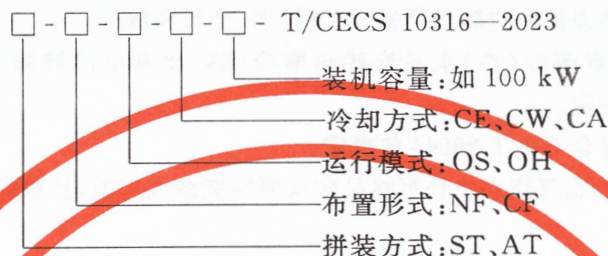 □-□-□-□-□- T/CECS 10316—2023
装机容量:如 100 kW
冷却方式:CE、CW、CA
运行模式:OS、OH
布置形式:NF、CF
拼装方式:ST、AT